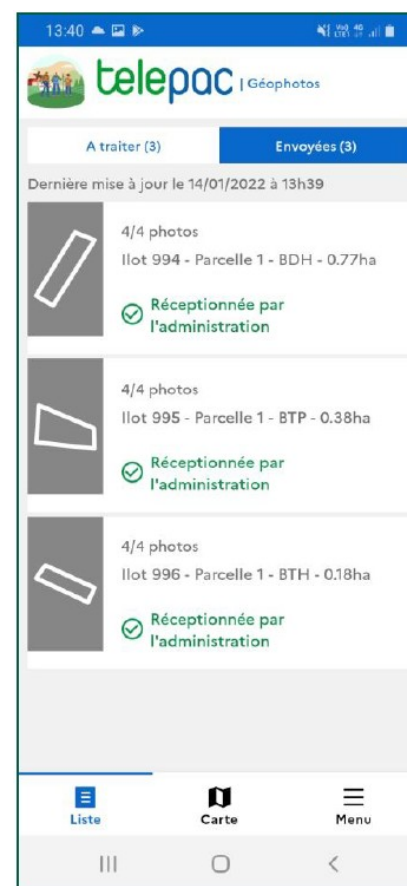 13:40
telepac | Géophotos
A traiter (3)
Envoyées (3)
Dernière mise à jour le 14/01/2022 à 13h39
4/4 photos
Ilot 994 - Parcelle 1 - BDH - 0.77ha
Réceptionnée par
l'administration
4/4 photos
Ilot 995 - Parcelle 1 - BTP - 0.38ha
Réceptionnée par
l'administration
4/4 photos
Ilot 996 - Parcelle 1 - BTH - 0.18ha
Réceptionnée par
l'administration
Liste
Carte
Menu